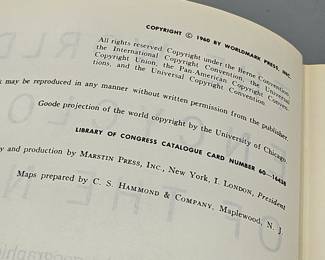 COPYRIGHT © 1960 BY WORLDMARK PRESS, INC.
All rights reserved. Copyright under the Berne Convention,
the International Copyright Convention, the Universal
Copyright Union, the Pan-American Copyright Conven-
tions, and the Universal Copyright Convention.
may be reproduced in any manner without written permission from the publisher.
Goode projection of the world copyright by the University of Chicago
LIBRARY OF CONGRESS CATALOGUE CARD NUMBER 60—16636
y and production by MARSTIN PRESS, INC., New York, I. LONDON, President
Maps prepared by C. S. HAMMOND & COMPANY, Maplewood, N. J.